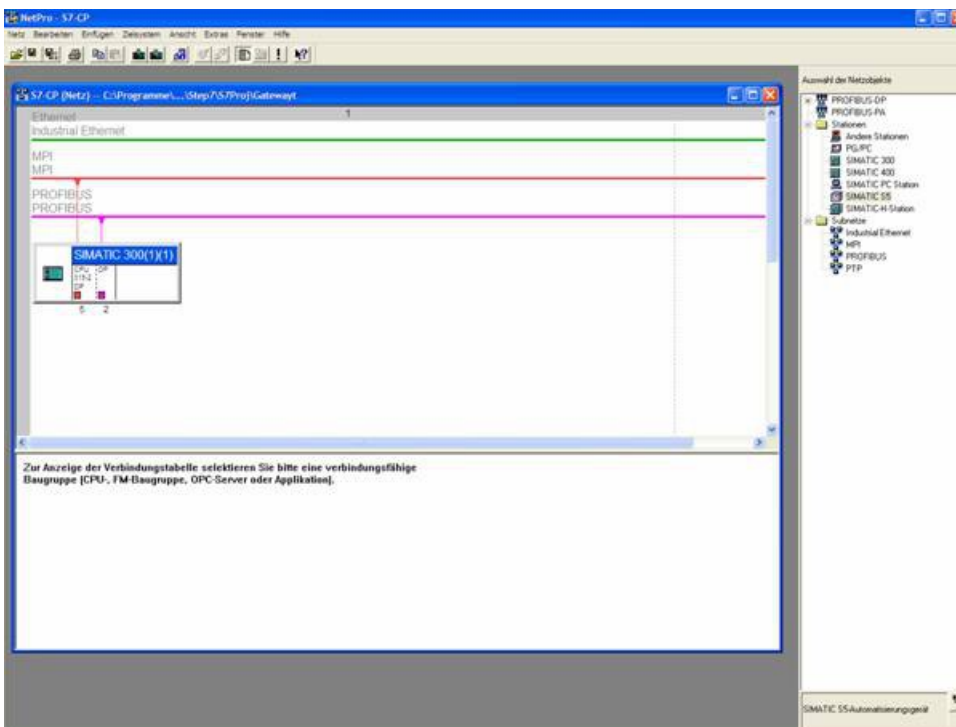 NetPro - S7-CP
Netz Bearbeiten Einfügen Zielsystem Ansicht Extras Fenster Hilfe
S7-CP (Netz) -- C:\Programme\...\Step7\S7Proj\Gatewayt
Ethernet 1
Industrial Ethernet
MPI
MPI
PROFIBUS
PROFIBUS
SIMATIC 300(1)(1)
CPU DP
DP
2
Zur Anzeige der Verbindungstabelle selektieren Sie bitte eine verbindungsfähige
Baugruppe (CPU-, FM-Baugruppe, OPC-Server oder Applikation).
Auswahl der Netzobjekte
PROFIBUS-DP
PROFIBUS-PA
Stationen
Andere Stationen
PG/PC
SIMATIC 300
SIMATIC 400
SIMATIC PC Station
SIMATIC S5
SIMATIC-H-Station
Subnetze
Industrial Ethernet
MPI
PROFIBUS
PTP
SIMATIC S5-Automatisierungsgerät